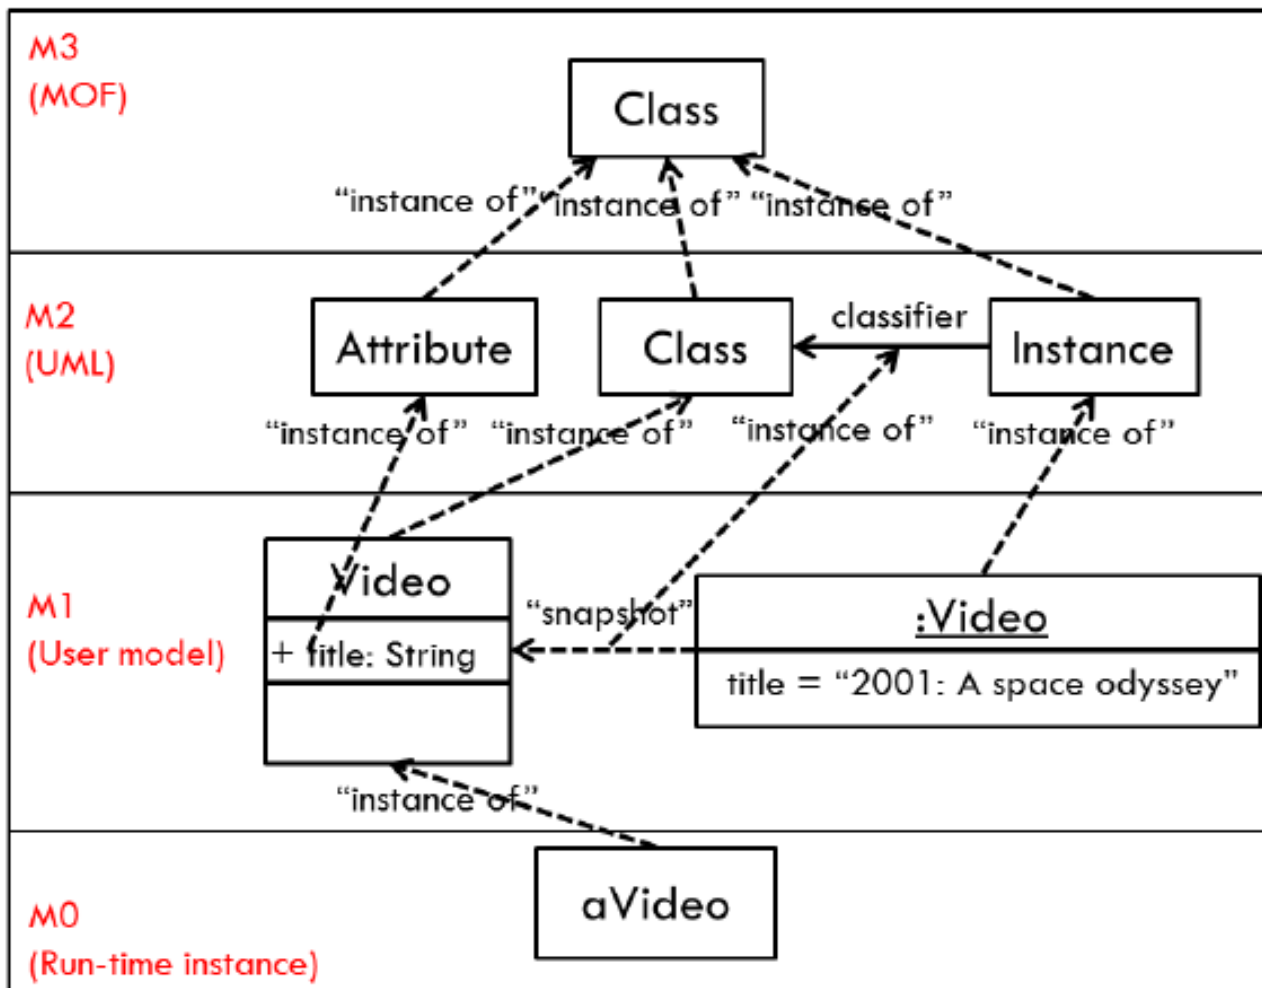 M3
(MOF)
Class
“instance of”
“instance of”
“instance of”
M2
(UML)
Attribute
Class
classifier
Instance
“instance of”
“instance of”
“instance of”
“instance of”
M1
(User model)
Video
+ title: String
“snapshot”
:Video
title = “2001: A space odyssey”
“instance of”
M0
(Run-time instance)
aVideo